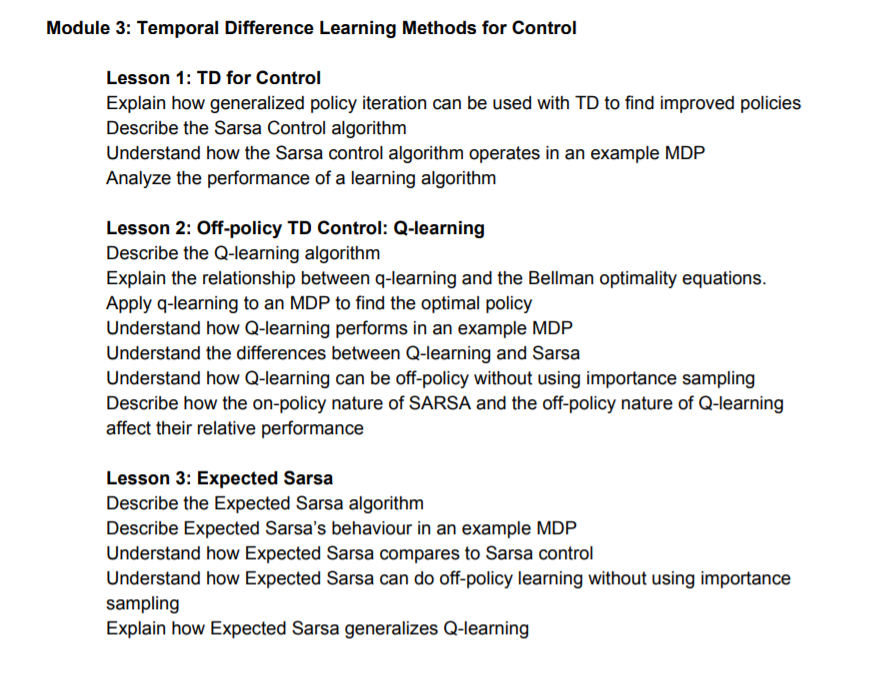 Module 3: Temporal Difference Learning Methods for Control
Lesson 1: TD for Control
Explain how generalized policy iteration can be used with TD to find improved policies
Describe the Sarsa Control algorithm
Understand how the Sarsa control algorithm operates in an example MDP
Analyze the performance of a learning algorithm
Lesson 2: Off-policy TD Control: Q-learning
Describe the Q-learning algorithm
Explain the relationship between q-learning and the Bellman optimality equations.
Apply q-learning to an MDP to find the optimal policy
Understand how Q-learning performs in an example MDP
Understand the differences between Q-learning and Sarsa
Understand how Q-learning can be off-policy without using importance sampling
Describe how the on-policy nature of SARSA and the off-policy nature of Q-learning
affect their relative performance
Lesson 3: Expected Sarsa
Describe the Expected Sarsa algorithm
Describe Expected Sarsa's behaviour in an example MDP
Understand how Expected Sarsa compares to Sarsa control
Understand how Expected Sarsa can do off-policy learning without using importance
sampling
Explain how Expected Sarsa generalizes Q-learning